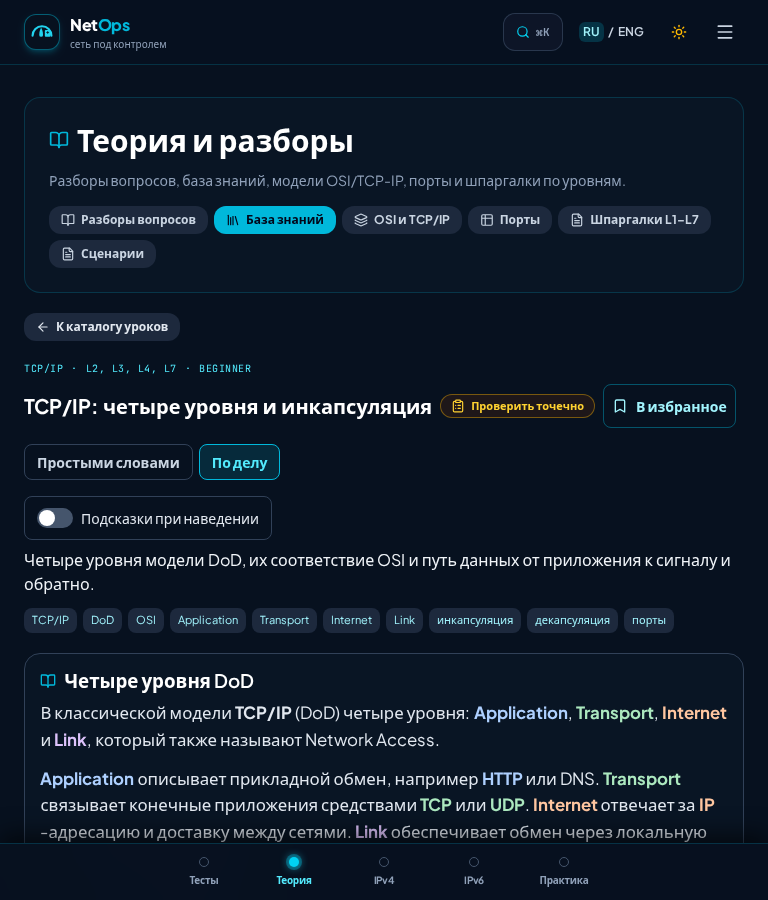 NetOps
сеть под контролем
⌘K
RU / ENG
Теория и разборы
Разборы вопросов, база знаний, модели OSI/TCP-IP, порты и шпаргалки по уровням.
Разборы вопросов
База знаний
OSI и TCP/IP
Порты
Шпаргалки L1–L7
Сценарии
К каталогу уроков
TCP/IP · L2, L3, L4, L7 · BEGINNER
TCP/IP: четыре уровня и инкапсуляция
Проверить точечно
В избранное
Простыми словами
По делу
Подсказки при наведении
Четыре уровня модели DoD, их соответствие OSI и путь данных от приложения к сигналу и
обратно.
TCP/IP
DoD
OSI
Application
Transport
Internet
Link
инкапсуляция
декапсуляция
порты
Четыре уровня DoD
В классической модели TCP/IP (DoD) четыре уровня: Application, Transport, Internet
и Link, который также называют Network Access.
Application описывает прикладной обмен, например HTTP или DNS. Transport
связывает конечные приложения средствами TCP или UDP. Internet отвечает за IP
-адресацию и доставку между сетями. Link обеспечивает обмен через локальную
Тесты
Теория
IPv4
IPv6
Практика